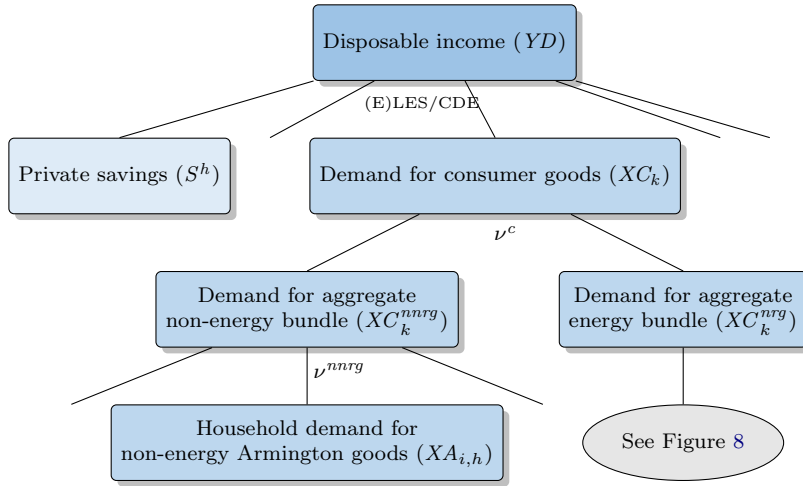 Disposable income (YD)
(E)LES/CDE
Private savings (S^h)
Demand for consumer goods (XC_k)
ν^c
Demand for aggregate
non-energy bundle (XC_k^{nnrg})
Demand for aggregate
energy bundle (XC_k^{nrg})
ν^{nnrg}
Household demand for
non-energy Armington goods (XA_{i,h})
See Figure 8